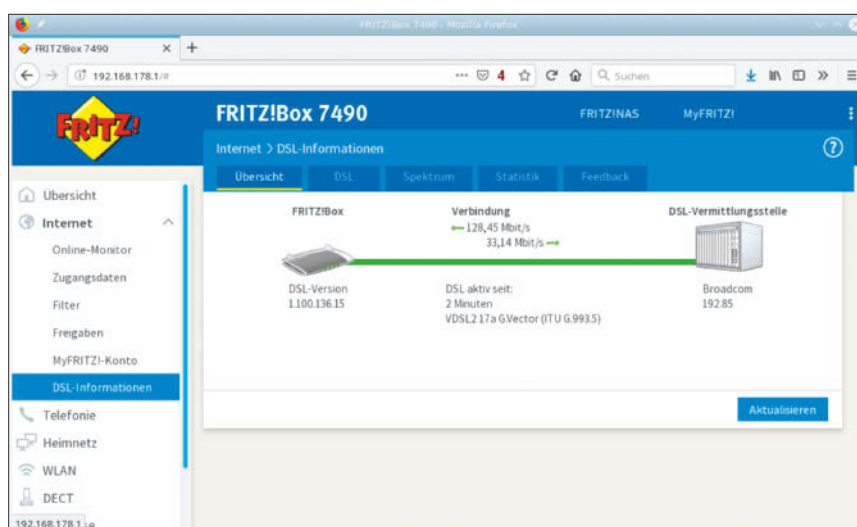 FRITZ!Box 7490 - Mozilla Firefox
FRITZ!Box 7490
192.168.178.1/#
4
Suchen
FRITZ!
FRITZ!Box 7490
FRITZ!NAS
MyFRITZ!
Internet > DSL-Informationen
?
Übersicht
DSL
Spektrum
Statistik
Feedback
Übersicht
Internet
Online-Monitor
Zugangsdaten
Filter
Freigaben
MyFRITZ!-Konto
DSL-Informationen
Telefonie
Heimnetz
WLAN
DECT
192.168.178.1
FRITZ!Box
Verbindung
DSL-Vermittlungsstelle
128,45 Mbit/s
33,14 Mbit/s
DSL-Version
1.100.136.15
DSL aktiv seit:
2 Minuten
VDSL2 17a G.Vector (ITU G.993.5)
Broadcom
192.85
Aktualisieren